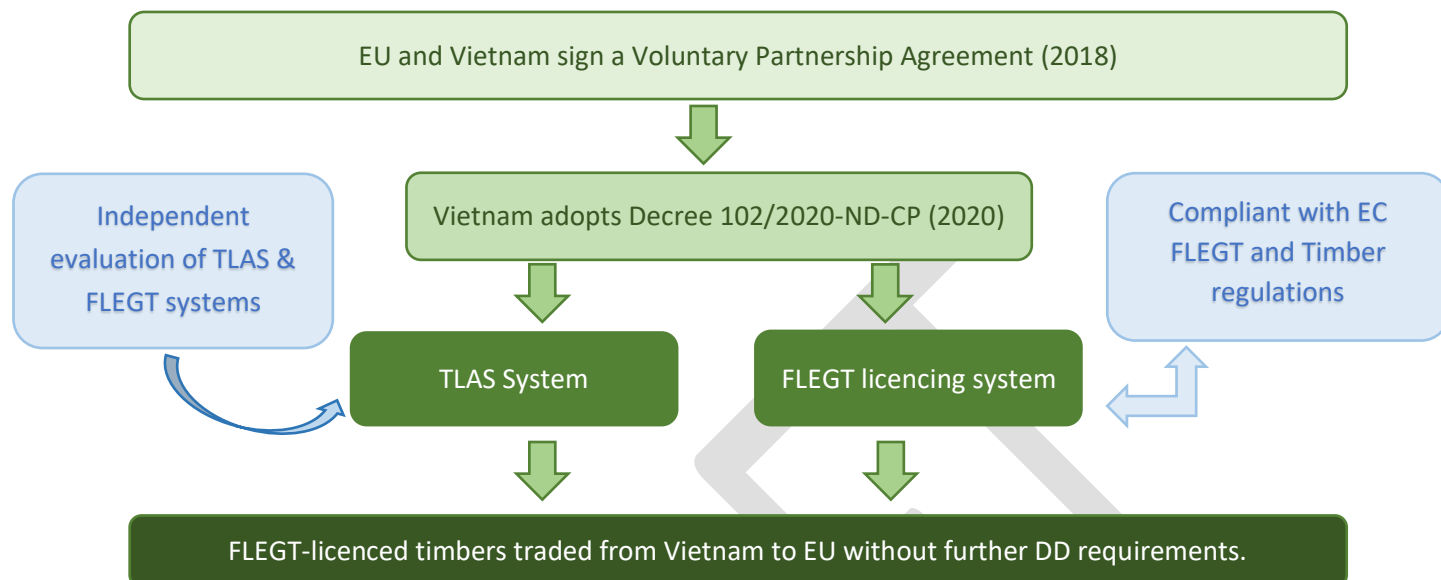 EU and Vietnam sign a Voluntary Partnership Agreement (2018)
Vietnam adopts Decree 102/2020-ND-CP (2020)
Independent
evaluation of TLAS &
FLEGT systems
Compliant with EC
FLEGT and Timber
regulations
TLAS System
FLEGT licencing system
FLEGT-licenced timbers traded from Vietnam to EU without further DD requirements.